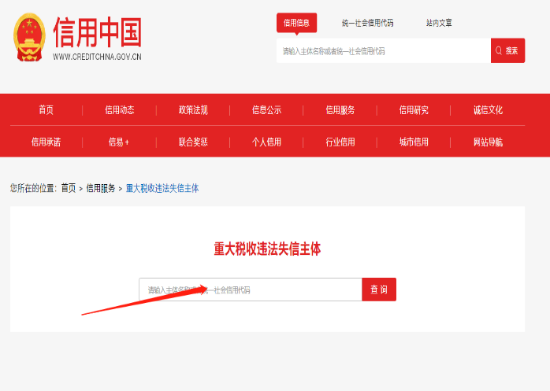 信用信息 统一社会信用代码 站内文章
信用中国
WWW.CREDITCHINA.GOV.CN
请输入主体名称或者统一社会信用代码 搜索
首页 信用动态 政策法规 信息公示 信用服务 信用研究 诚信文化
信用承诺 信易+ 联合奖惩 个人信用 行业信用 城市信用 网站导航
您所在的位置：首页 > 信用服务 > 重大税收违法失信主体
重大税收违法失信主体
请输入主体名称 一社会信用代码 查询